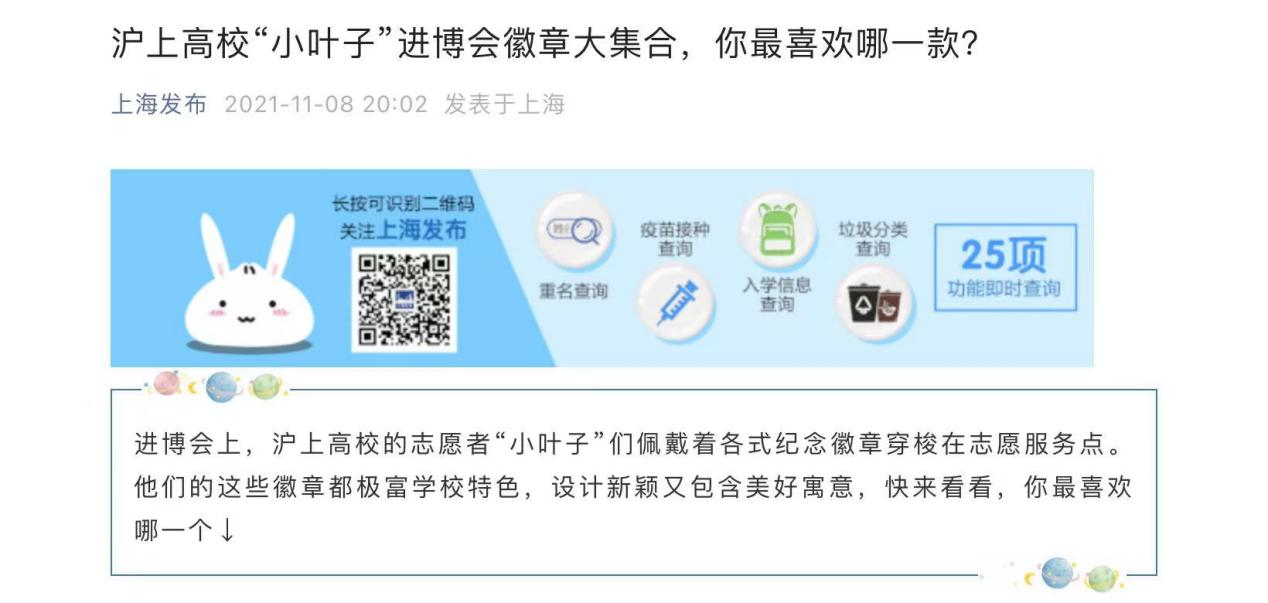 沪上高校“小叶子”进博会徽章大集合，你最喜欢哪一款？
上海发布 2021-11-08 20:02 发表于上海
长按可识别二维码
关注上海发布
重名查询
疫苗接种
查询
入学信息
查询
垃圾分类
查询
25项
功能即时查询
进博会上，沪上高校的志愿者“小叶子”们佩戴着各式纪念徽章穿梭在志愿服务点。
他们的这些徽章都极富学校特色，设计新颖又包含美好寓意，快来看看，你最喜欢
哪一个↓